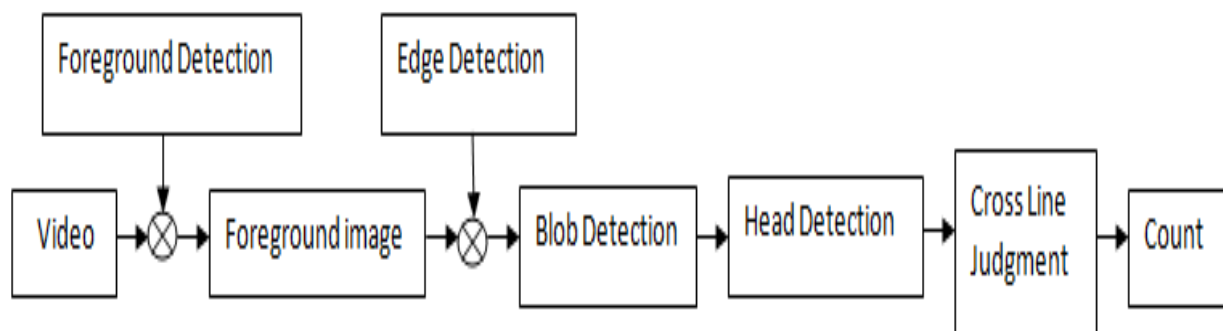 Foreground Detection
Edge Detection
Video
Foreground image
Blob Detection
Head Detection
Cross Line
Judgment
Count